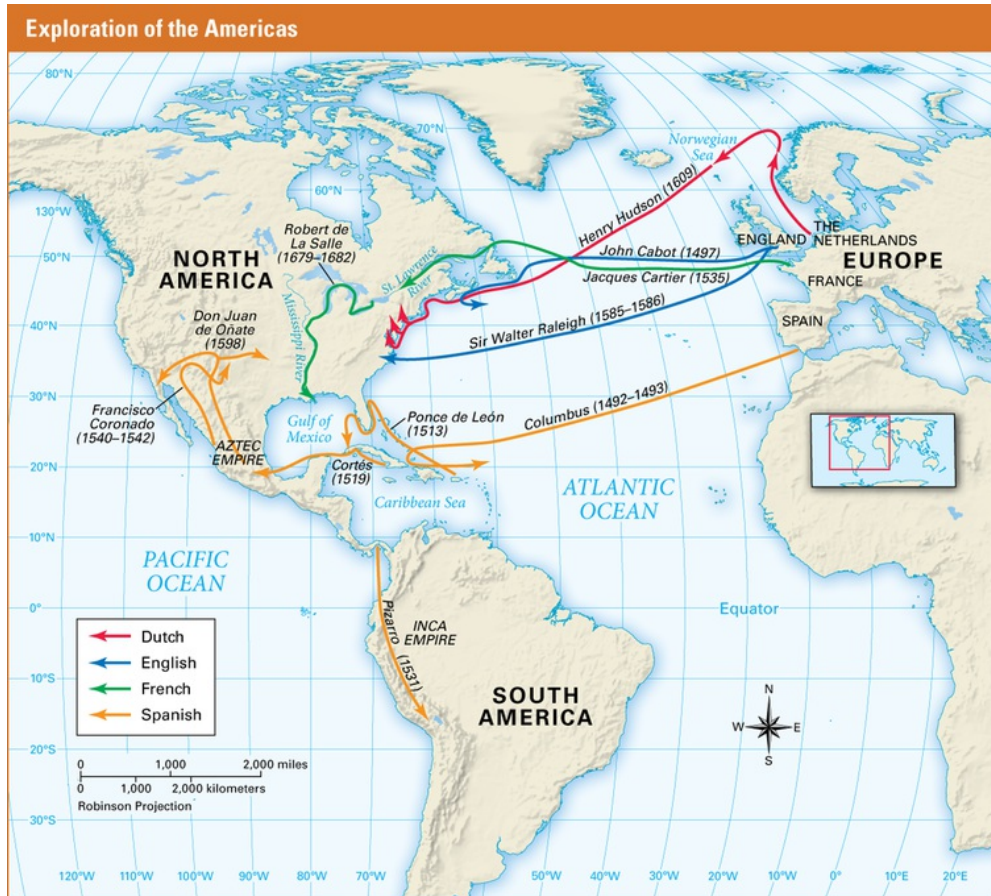 Exploration of the Americas
80°N
70°N
Norwegian
Sea
60°N
130°W
Henry Hudson (1609)
Robert de
La Salle
(1679–1682)
THE
NETHERLANDS
ENGLAND
50°N
NORTH
AMERICA
St. Lawrence
River
John Cabot (1497)
EUROPE
Jacques Cartier (1535)
FRANCE
Mississippi River
Don Juan
de Oñate
(1598)
40°N
Sir Walter Raleigh (1585–1586)
SPAIN
30°N
Francisco
Coronado
(1540–1542)
Gulf of
Mexico
Ponce de León
(1513)
Columbus (1492–1493)
AZTEC
EMPIRE
20°N
Cortés
(1519)
Caribbean Sea
ATLANTIC
OCEAN
10°N
PACIFIC
OCEAN
0°
Equator
Pizarro (1531)
INCA
EMPIRE
Dutch
English
French
Spanish
10°S
SOUTH
AMERICA
N
W
E
S
20°S
0
1,000
2,000 miles
0
1,000
2,000 kilometers
Robinson Projection
30°S
120°W
110°W
100°W
90°W
70°W
50°W
40°W
30°W
20°W
10°W
0°
10°E
20°E